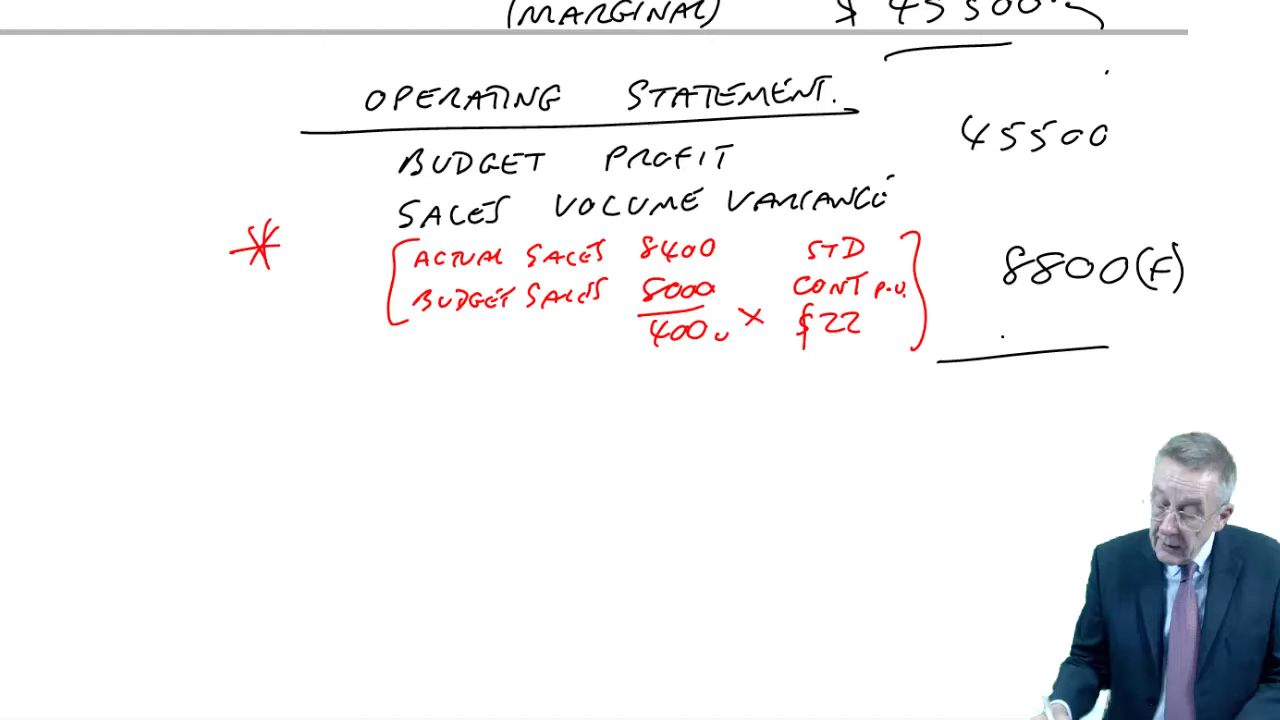 (MARGINAL) $ 45500
OPERATING STATEMENT.
45500
BUDGET PROFIT
SALES VOLUME VARIANCE
* [ACTUAL SALES 8400 STD
BUDGET SALES 8000 CONT p.u.]
400u × $22
8800(F)